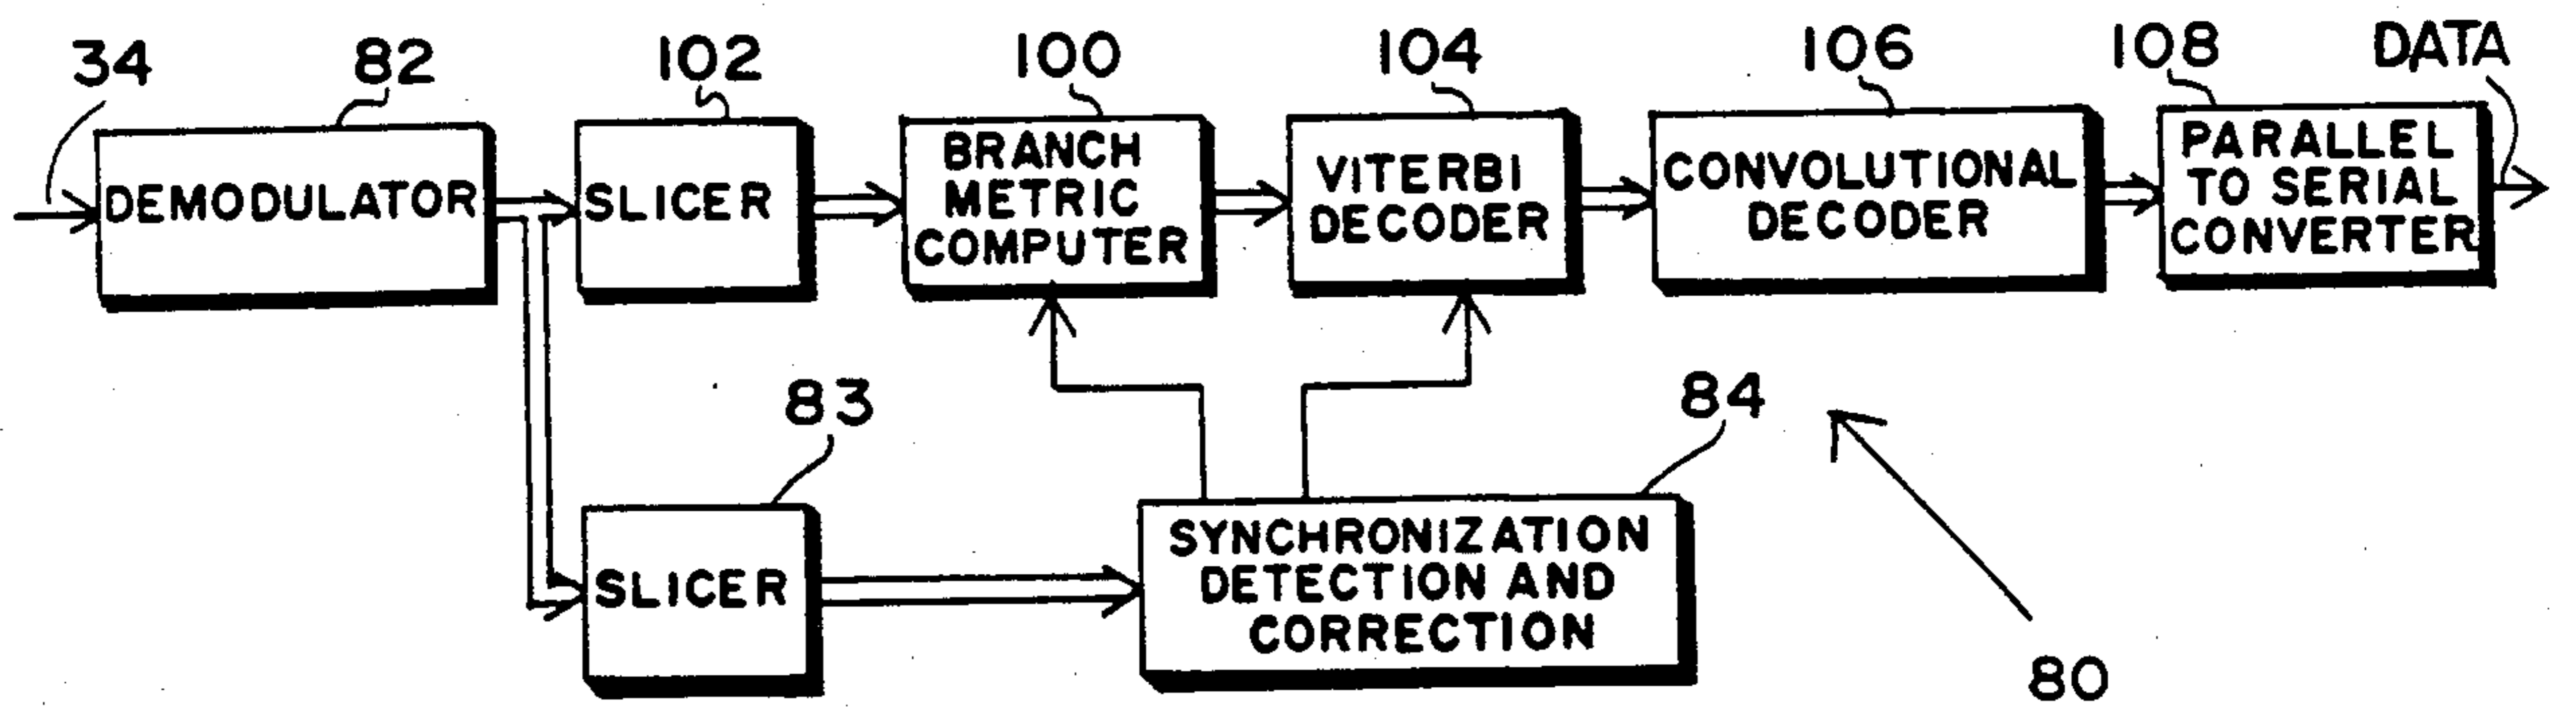 34
82
102
100
104
106
108
DATA
DEMODULATOR
SLICER
BRANCH
METRIC
COMPUTER
VITERBI
DECODER
CONVOLUTIONAL
DECODER
PARALLEL
TO SERIAL
CONVERTER
83
84
SLICER
SYNCHRONIZATION
DETECTION AND
CORRECTION
80